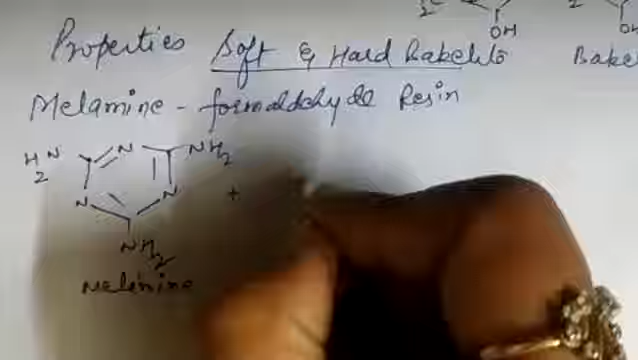 OH OH
Properties Soft & Hard Bakelite Bake
Melamine - formaldehyde Resin
H2N N NH2
N N +
NH2
Melamine